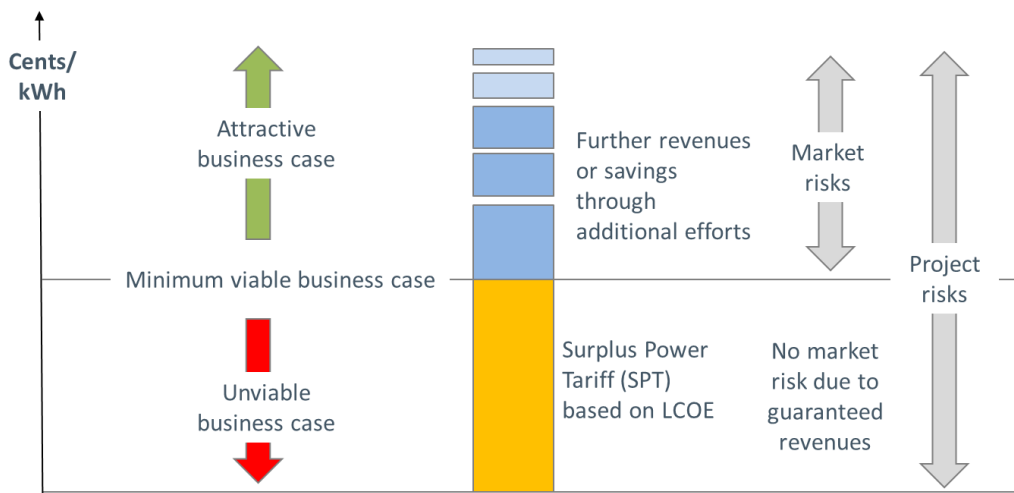 Cents/
kWh
Attractive
business case
Further revenues
or savings
through
additional efforts
Market
risks
Minimum viable business case
Project
risks
Unviable
business case
Surplus Power
Tariff (SPT)
based on LCOE
No market
risk due to
guaranteed
revenues